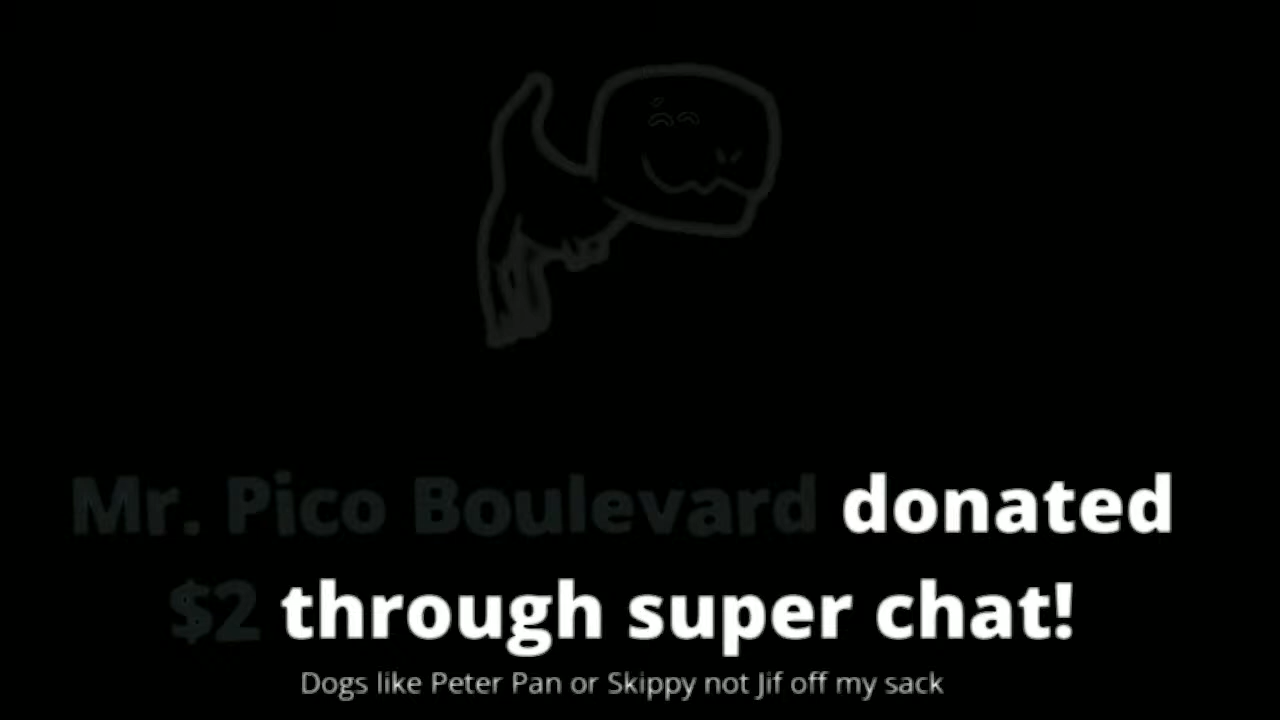 Mr. Pico Boulevard donated
$2 through super chat!
Dogs like Peter Pan or Skippy not Jif off my sack